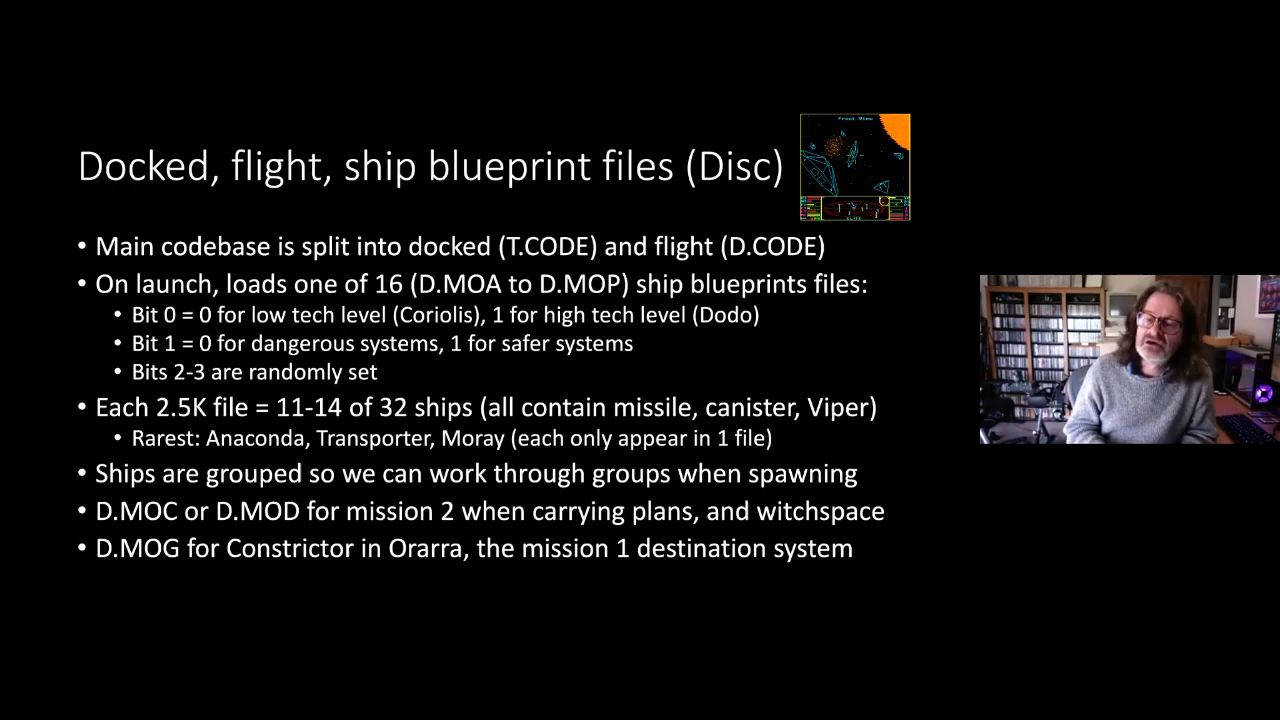 Docked, flight, ship blueprint files (Disc)
Front View
ELITE
• Main codebase is split into docked (T.CODE) and flight (D.CODE)
• On launch, loads one of 16 (D.MOA to D.MOP) ship blueprints files:
• Bit 0 = 0 for low tech level (Coriolis), 1 for high tech level (Dodo)
• Bit 1 = 0 for dangerous systems, 1 for safer systems
• Bits 2-3 are randomly set
• Each 2.5K file = 11-14 of 32 ships (all contain missile, canister, Viper)
• Rarest: Anaconda, Transporter, Moray (each only appear in 1 file)
• Ships are grouped so we can work through groups when spawning
• D.MOC or D.MOD for mission 2 when carrying plans, and witchspace
• D.MOG for Constrictor in Orarra, the mission 1 destination system